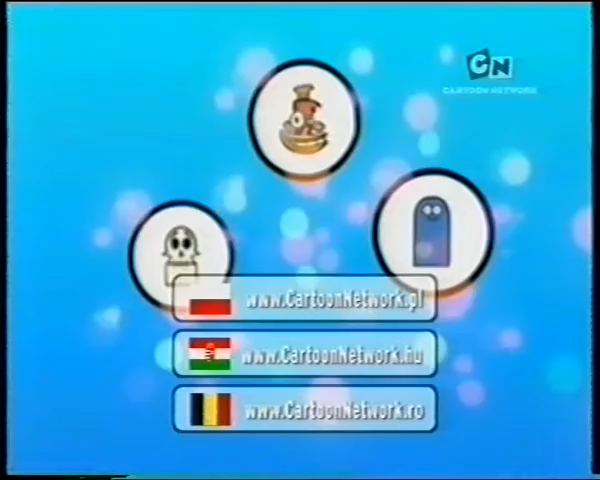 CN
CARTOON NETWORK
www.CartoonNetwork.pl
www.CartoonNetwork.hu
www.CartoonNetwork.ro